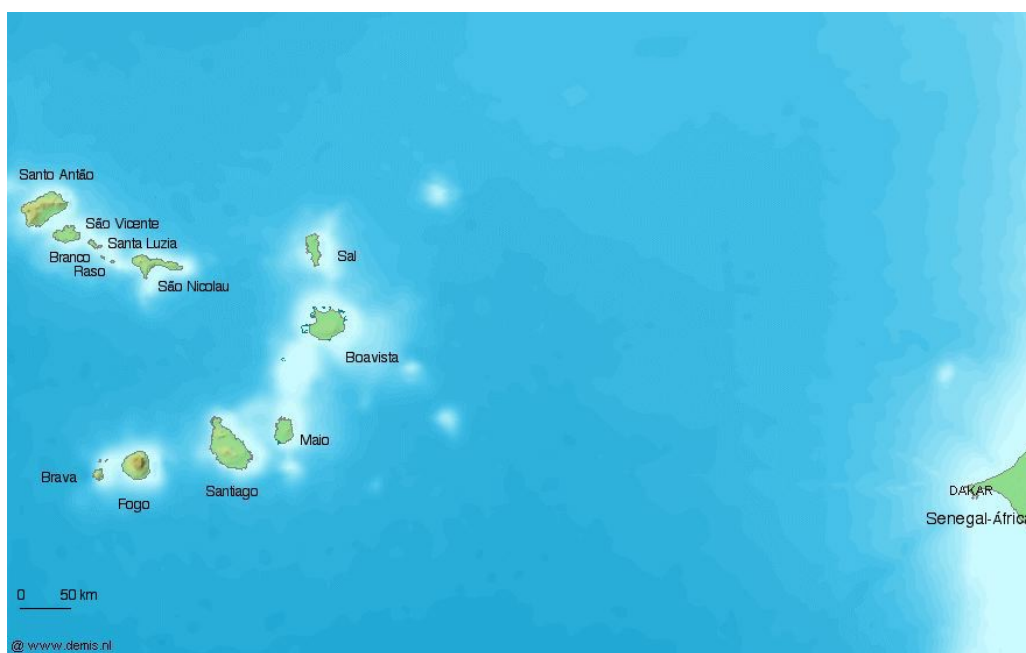 Santo Antão
São Vicente
Santa Luzia
Branco
Raso
São Nicolau
Sal
Boavista
Maio
Santiago
Fogo
Brava
DAKAR
Senegal-Áfric
0 50 km
@ www.demis.nl